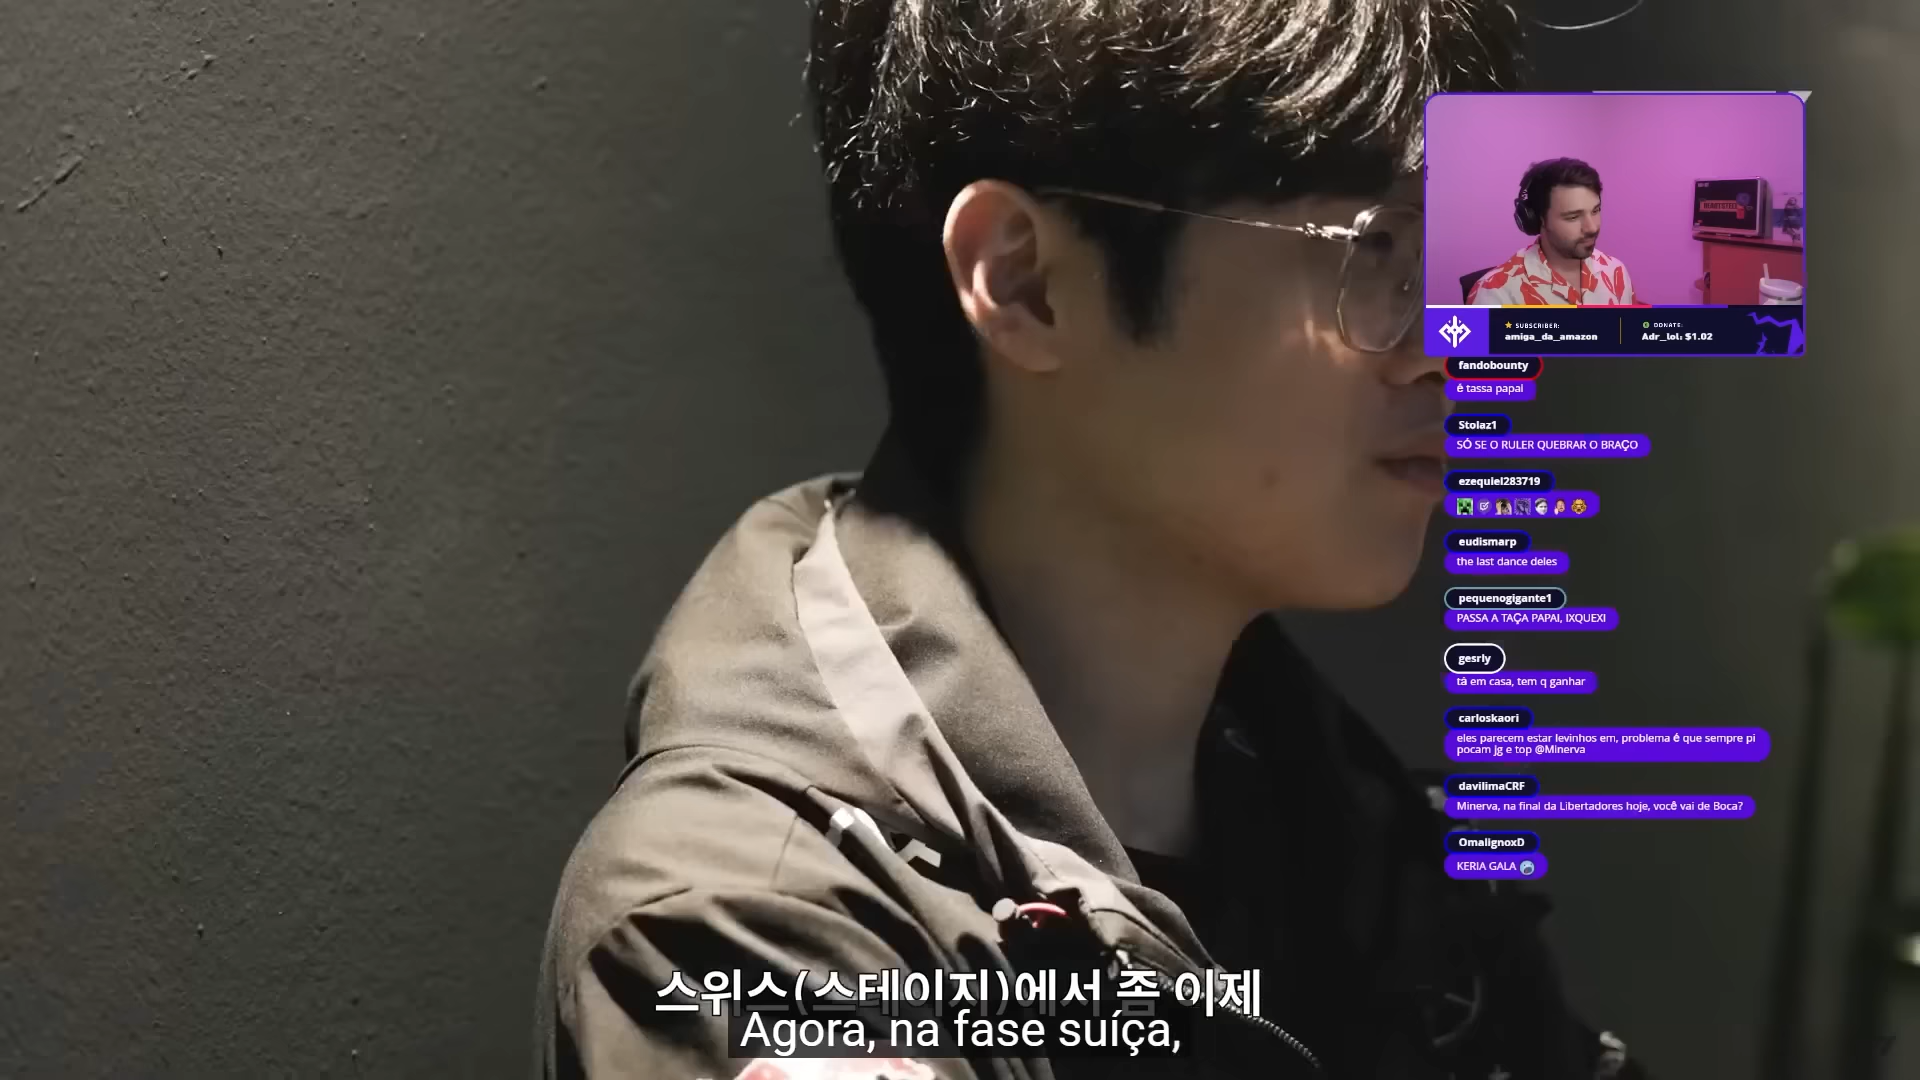 SUBSCRIBER:
amiga_da_amazon
DONATE:
Adr_lol: $1.02
fandobounty
é tassa papai
Stolaz1
SÓ SE O RULER QUEBRAR O BRAÇO
ezequiel283719
eudismarp
the last dance deles
pequenogigante1
PASSA A TAÇA PAPAI, IXQUEXI
gesrly
tá em casa, tem q ganhar
carloskaori
eles parecem estar levinhos em, problema é que sempre pi
pocam jg e top @Minerva
davilimaCRF
Minerva, na final da Libertadores hoje, você vai de Boca?
OmalignoxD
KERIA GALA
스위스(스테이지)에서 좀 이제
Agora, na fase suíça,